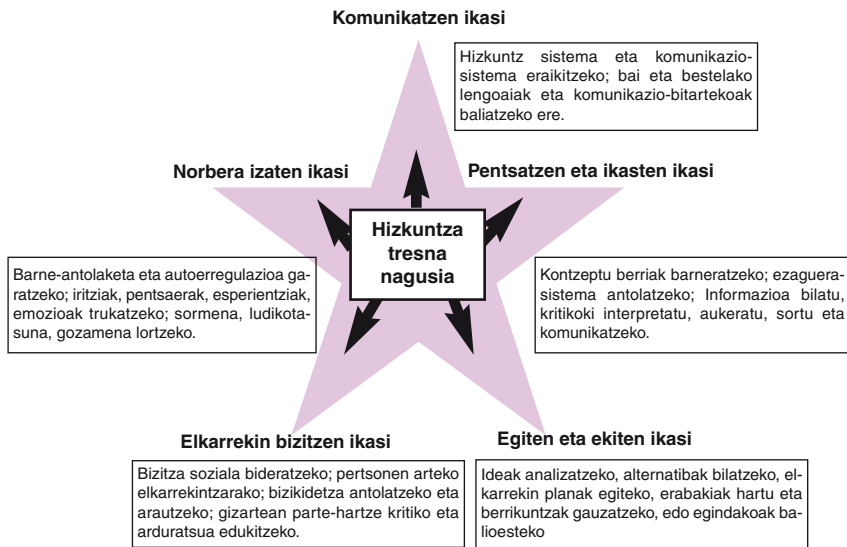 Komunikatzen ikasi
Hizkuntz sistema eta komunikazio-
sistema eraikitzeko; bai eta bestelako
lengoaiak eta komunikazio-bitartekoak
baliatzeko ere.
Norbera izaten ikasi
Pentsatzen eta ikasten ikasi
Hizkuntza
tresna
nagusia
Barne-antolaketa eta autoerregulazioa ga-
ratzeko; iritziak, pentsaerak, esperientziak,
emozioak trukatzeko; sormena, ludikota-
suna, gozamena lortzeko.
Kontzeptu berriak barneratzeko; ezaguera-
sistema antolatzeko; Informazioa bilatu,
kritikoki interpretatu, aukeratu, sortu eta
komunikatzeko.
Elkarrekin bizitzen ikasi
Egiten eta ekiten ikasi
Bizitza soziala bideratzeko; pertsonen arteko
elkarrekintzarako; bizikidetza antolatzeko eta
arautzeko; gizartean parte-hartze kritiko eta
arduratsua edukitzeko.
Ideak analizatzeko, alternatibak bilatzeko, el-
karrekin planak egiteko, erabakiak hartu eta
berrikuntzak gauzatzeko, edo egindakoak ba-
lioesteko